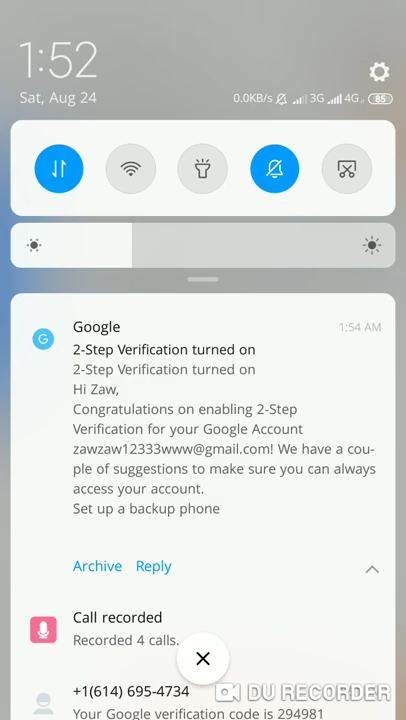 1:52
Sat, Aug 24
0.0KB/s 3G 4G 85
Google
1:54 AM
2-Step Verification turned on
2-Step Verification turned on
Hi Zaw,
Congratulations on enabling 2-Step
Verification for your Google Account
zawzaw12333www@gmail.com! We have a cou-
ple of suggestions to make sure you can always
access your account.
Set up a backup phone
Archive Reply
Call recorded
Recorded 4 calls.
+1(614) 695-4734
DU RECORDER
Your Google verification code is 294981